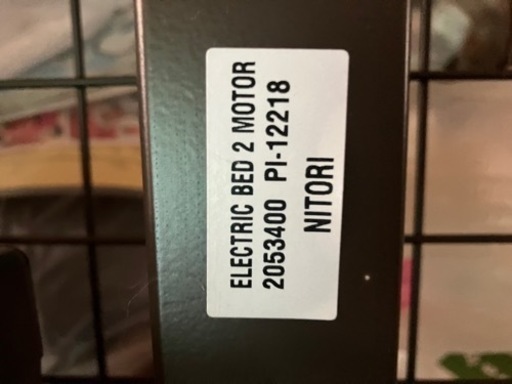 ELECTRIC BED 2 MOTOR
2053400 PI-12218
NITORI